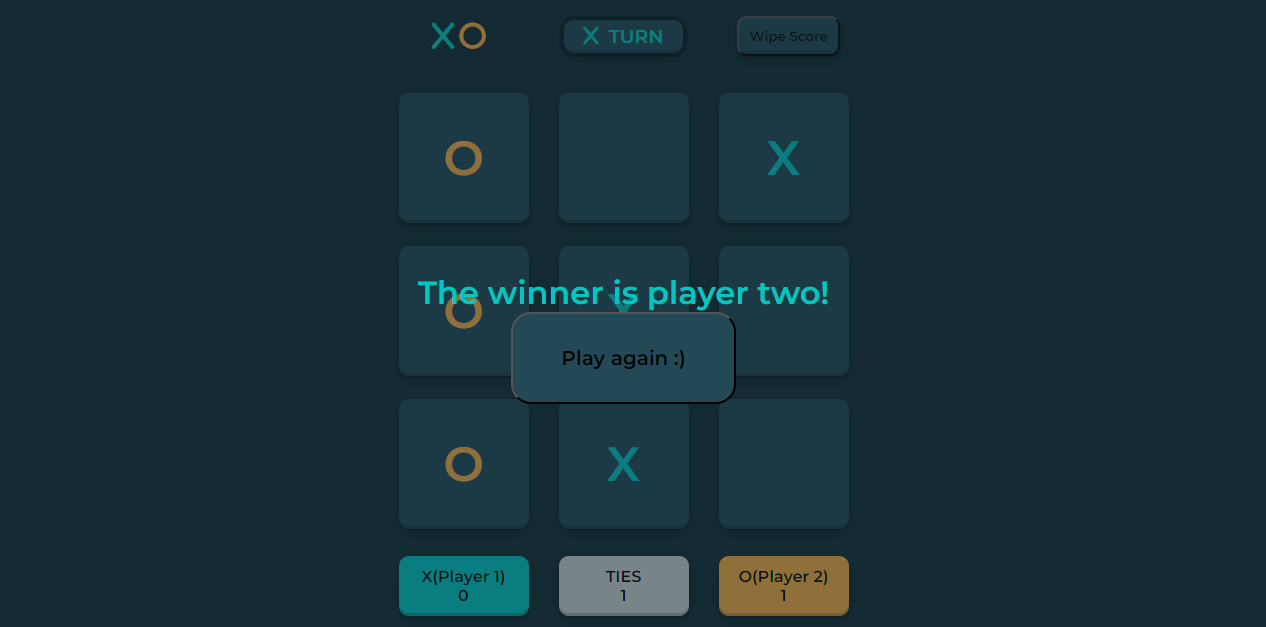 XO
X TURN
Wipe Score
O
X
The winner is player two!
O
X
Play again :)
O
X
X(Player 1)
0
TIES
1
O(Player 2)
1